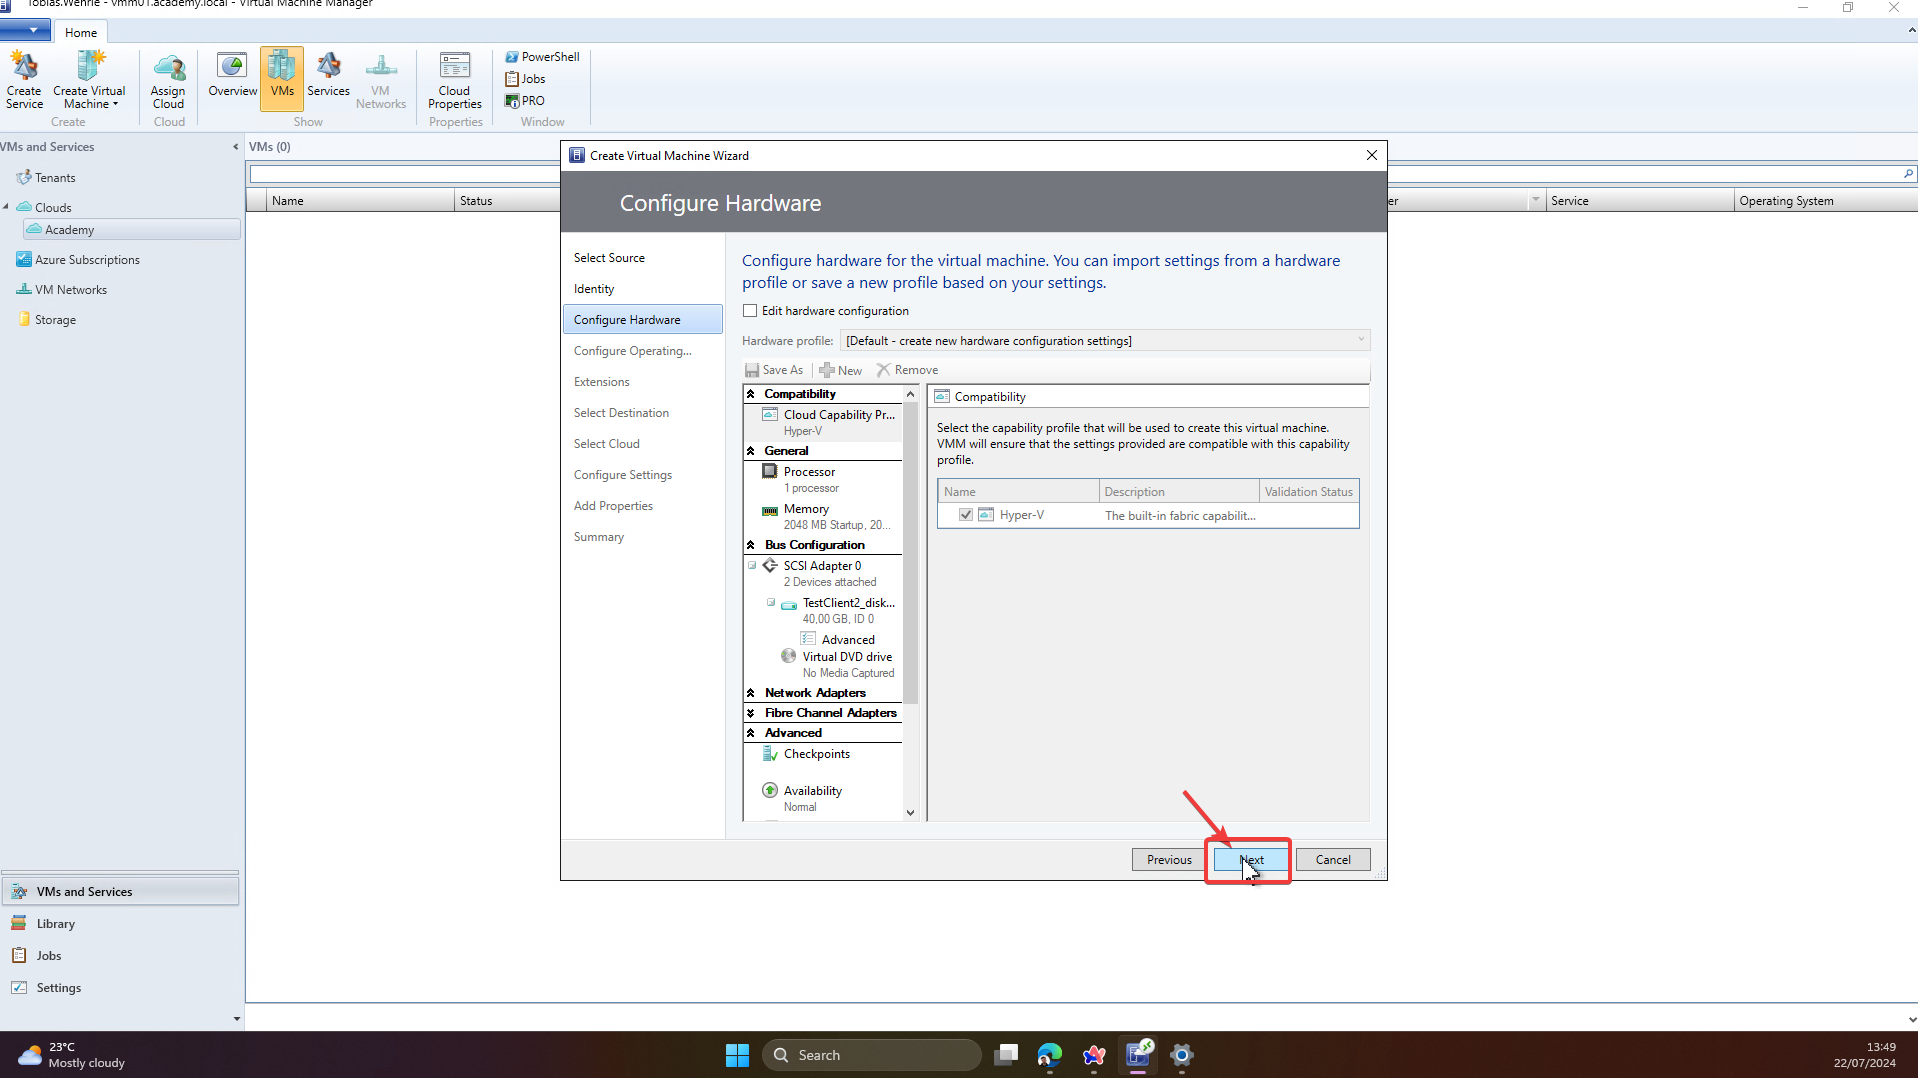 Tobias.Wehrle - vmm01.academy.local - Virtual Machine Manager
Home
Create Service
Create Virtual Machine
Create
Assign Cloud
Cloud
Overview
VMs
Services
VM Networks
Show
Cloud Properties
Properties
PowerShell
Jobs
PRO
Window
VMs and Services
Tenants
Clouds
Academy
Azure Subscriptions
VM Networks
Storage
VMs and Services
Library
Jobs
Settings
VMs (0)
Name
Status
er
Service
Operating System
Create Virtual Machine Wizard
Configure Hardware
Select Source
Identity
Configure Hardware
Configure Operating...
Extensions
Select Destination
Select Cloud
Configure Settings
Add Properties
Summary
Configure hardware for the virtual machine. You can import settings from a hardware
profile or save a new profile based on your settings.
Edit hardware configuration
Hardware profile: [Default - create new hardware configuration settings]
Save As
New
Remove
Compatibility
Cloud Capability Pr...
Hyper-V
General
Processor
1 processor
Memory
2048 MB Startup, 20...
Bus Configuration
SCSI Adapter 0
2 Devices attached
TestClient2_disk...
40,00 GB, ID 0
Advanced
Virtual DVD drive
No Media Captured
Network Adapters
Fibre Channel Adapters
Advanced
Checkpoints
Availability
Normal
Compatibility
Select the capability profile that will be used to create this virtual machine.
VMM will ensure that the settings provided are compatible with this capability
profile.
Name
Description
Validation Status
Hyper-V
The built-in fabric capabilit...
Previous
Next
Cancel
23°C
Mostly cloudy
Search
13:49
22/07/2024